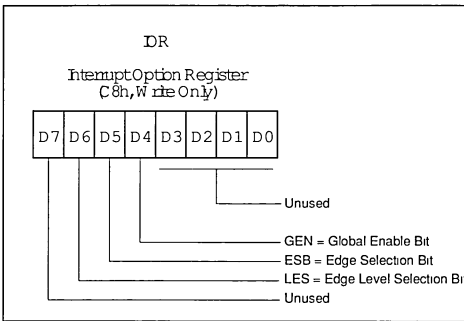 IOR
Interrupt Option Register
(C8h, Write Only)
D7 D6 D5 D4 D3 D2 D1 D0
Unused
GEN = Global Enable Bit
ESB = Edge Selection Bit
LES = Edge Level Selection Bit
Unused